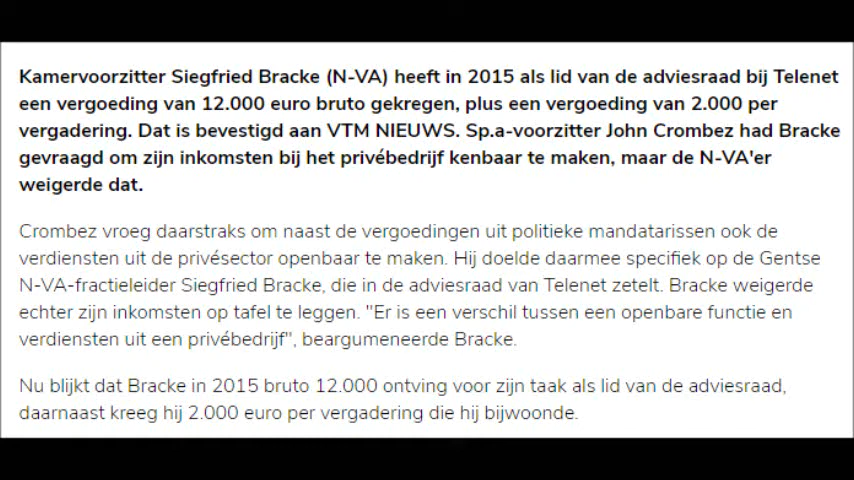 Kamervoorzitter Siegfried Bracke (N-VA) heeft in 2015 als lid van de adviesraad bij Telenet
een vergoeding van 12.000 euro bruto gekregen, plus een vergoeding van 2.000 per
vergadering. Dat is bevestigd aan VTM NIEUWS. Sp.a-voorzitter John Crombez had Bracke
gevraagd om zijn inkomsten bij het privébedrijf kenbaar te maken, maar de N-VA'er
weigerde dat.
Crombez vroeg daarstraks om naast de vergoedingen uit politieke mandatarissen ook de
verdiensten uit de privésector openbaar te maken. Hij doelde daarmee specifiek op de Gentse
N-VA-fractieleider Siegfried Bracke, die in de adviesraad van Telenet zetelt. Bracke weigerde
echter zijn inkomsten op tafel te leggen. "Er is een verschil tussen een openbare functie en
verdiensten uit een privébedrijf", beargumeneerde Bracke.
Nu blijkt dat Bracke in 2015 bruto 12.000 ontving voor zijn taak als lid van de adviesraad,
daarnaast kreeg hij 2.000 euro per vergadering die hij bijwoonde.